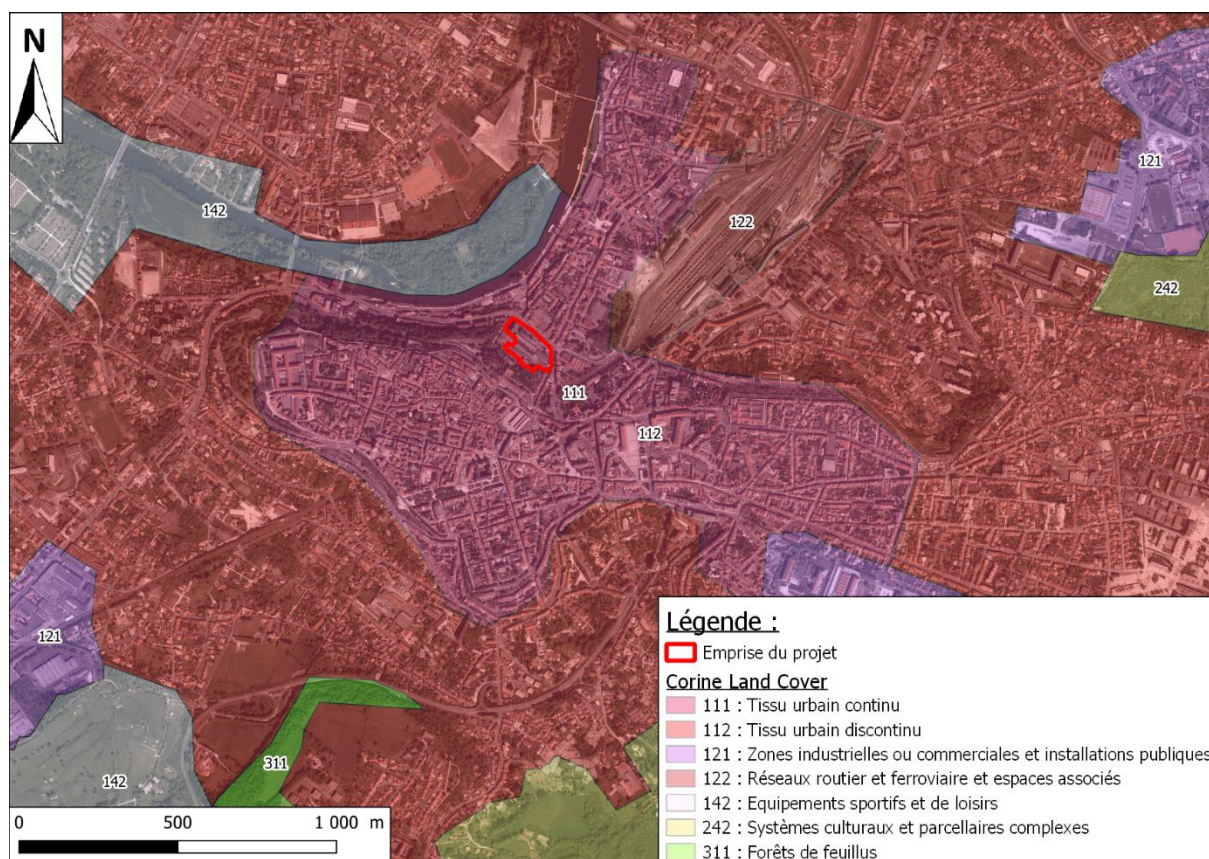 N
142
122
121
242
111
112
121
142
311
0 500 1 000 m
Légende :
Emprise du projet
Corine Land Cover
111 : Tissu urbain continu
112 : Tissu urbain discontinu
121 : Zones industrielles ou commerciales et installations publiques
122 : Réseaux routier et ferroviaire et espaces associés
142 : Equipements sportifs et de loisirs
242 : Systèmes culturaux et parcellaires complexes
311 : Forêts de feuillus